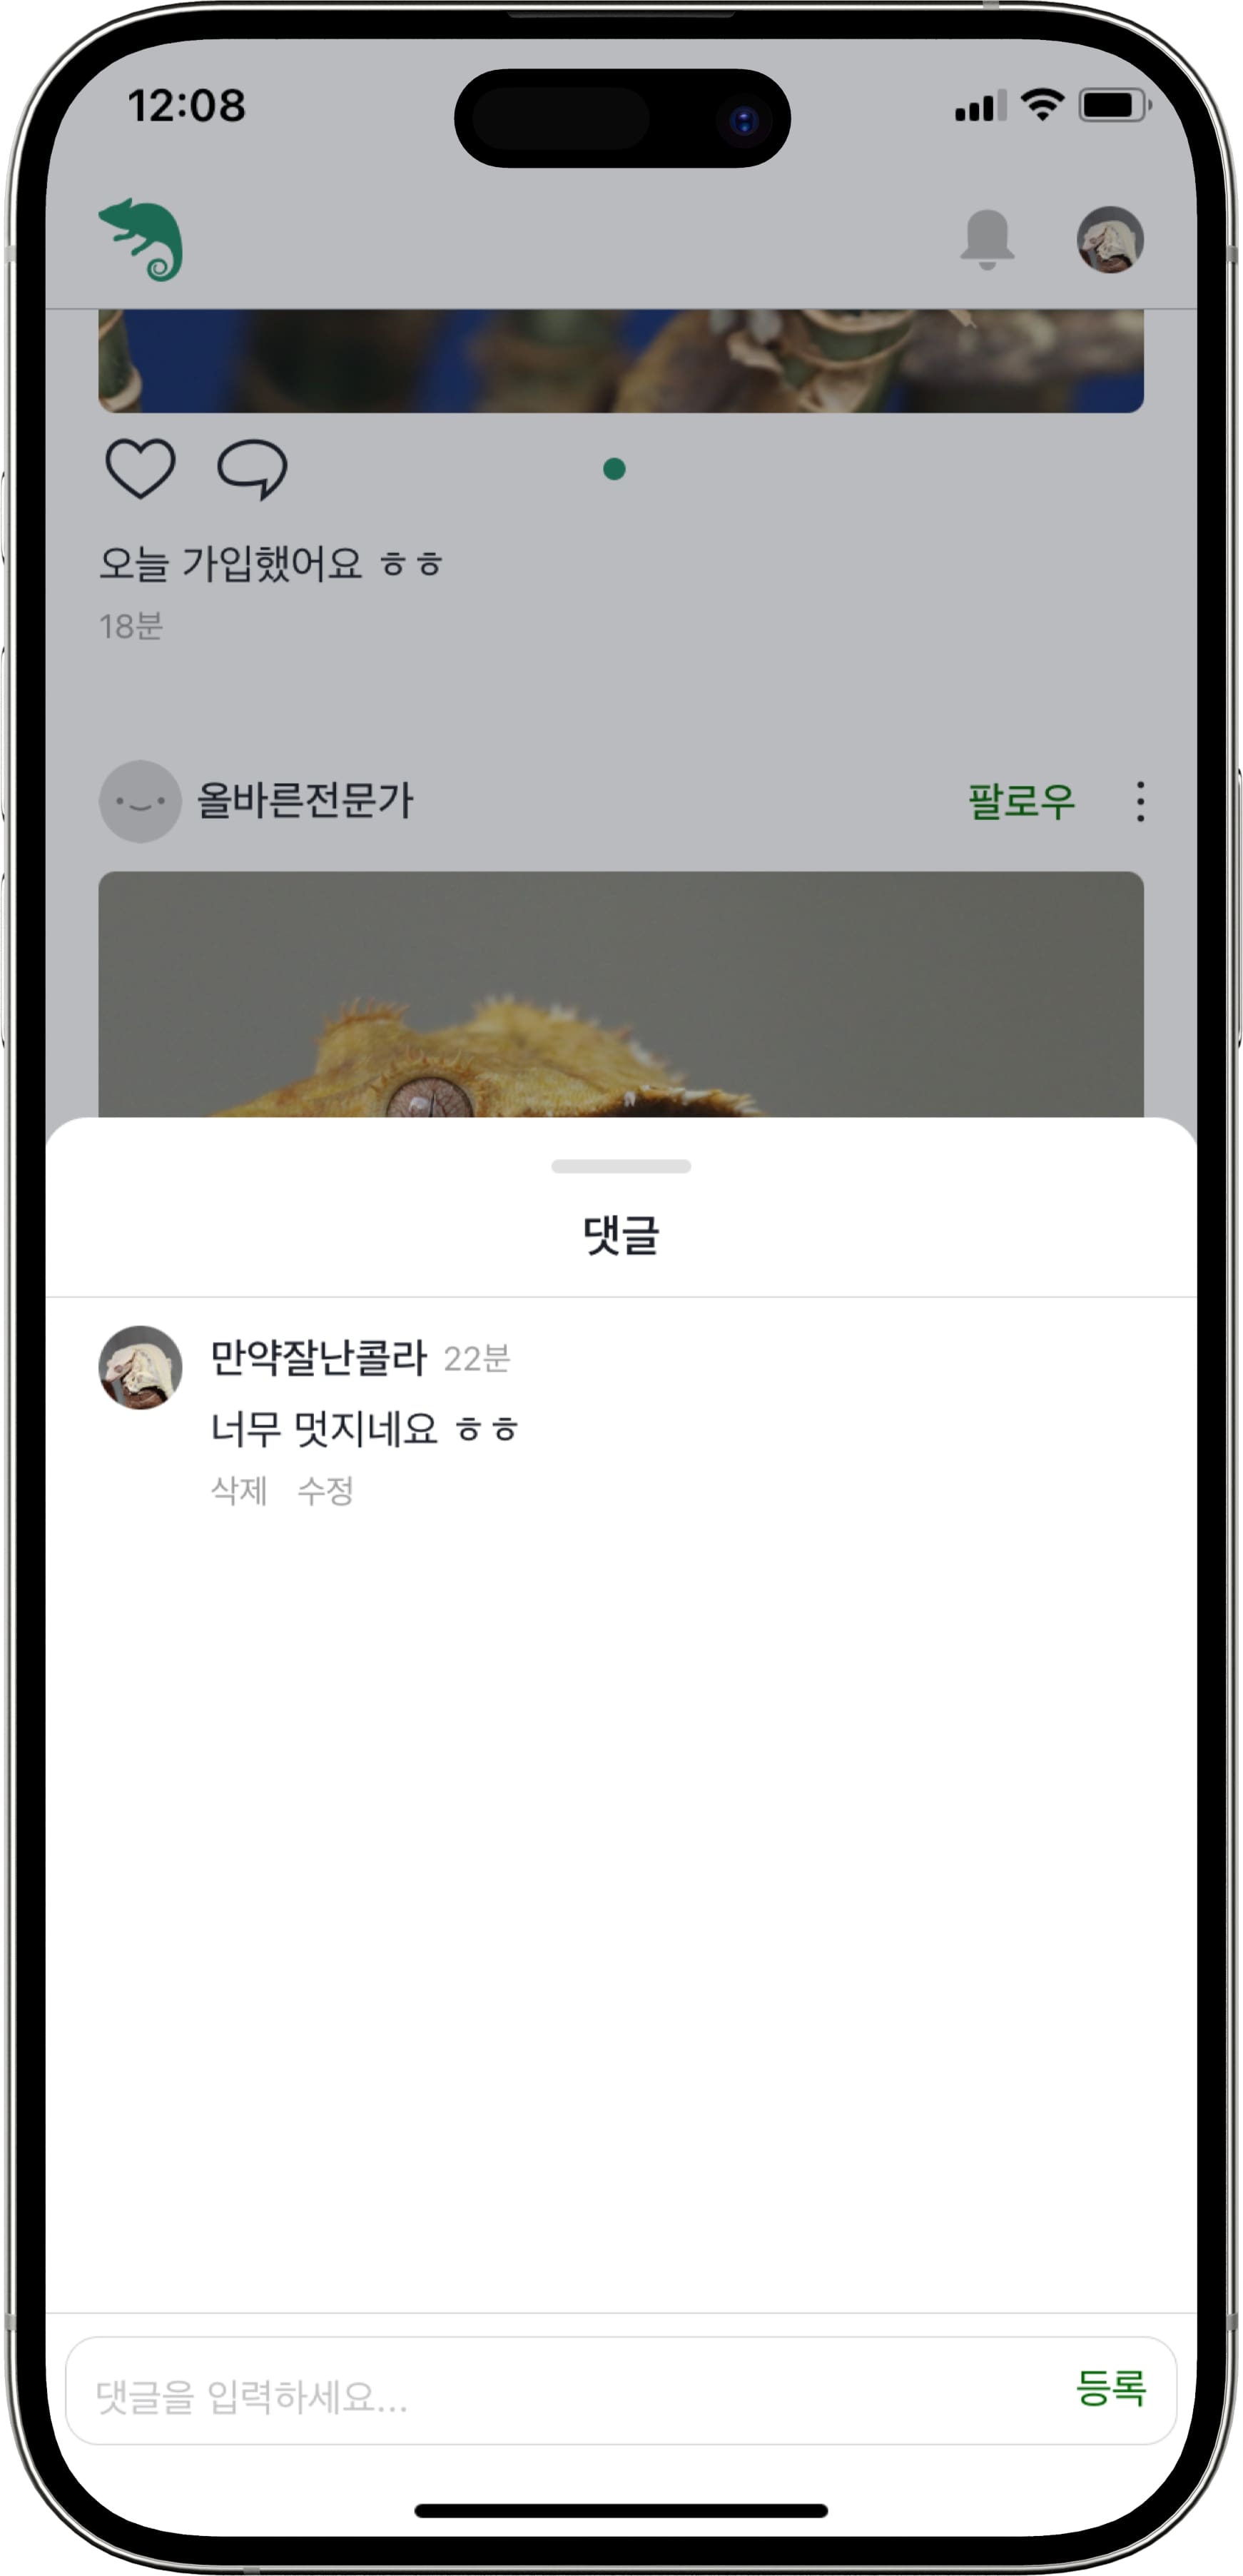 12:08
오늘 가입했어요 ㅎㅎ
18분
올바른전문가 팔로우
댓글
만약잘난콜라 22분
너무 멋지네요 ㅎㅎ
삭제 수정
댓글을 입력하세요... 등록